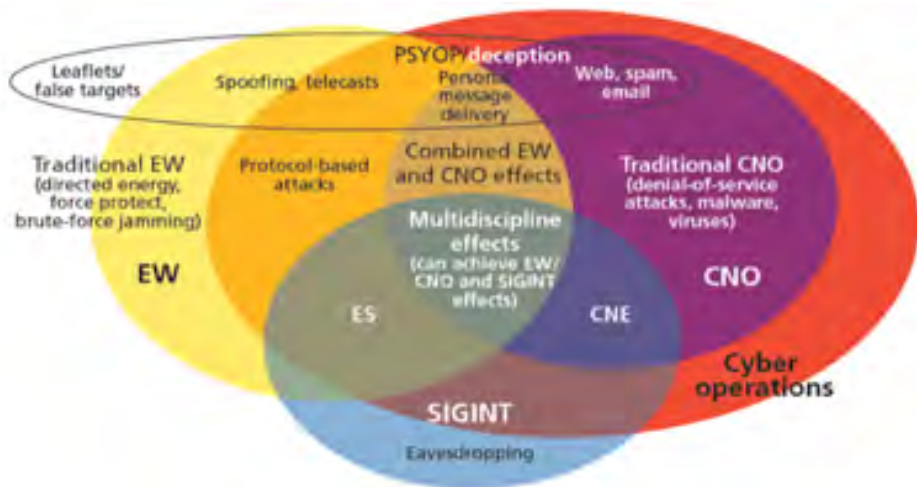 PSYOP/deception
Leaflets/
false targets
Spoofing, telecasts
Personal
message
delivery
Web, spam,
email
Traditional EW
(directed energy,
force protect,
brute-force jamming)
EW
Protocol-based
attacks
Combined EW
and CNO effects
Traditional CNO
(denial-of-service
attacks, malware,
viruses)
CNO
Multidiscipline
effects
(can achieve EW/
CNO and SIGINT
effects)
ES
CNE
Cyber
operations
SIGINT
Eavesdropping